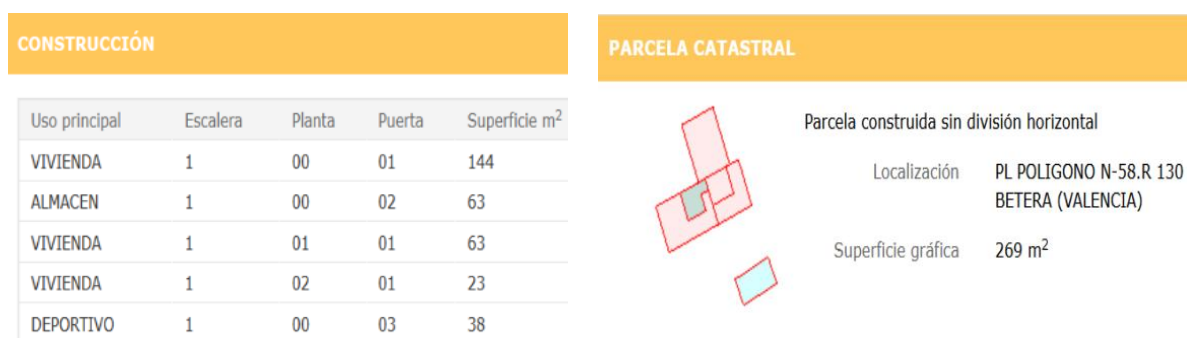 CONSTRUCCIÓN
Uso principal Escalera Planta Puerta Superficie m²
VIVIENDA 1 00 01 144
ALMACEN 1 00 02 63
VIVIENDA 1 01 01 63
VIVIENDA 1 02 01 23
DEPORTIVO 1 00 03 38
PARCELA CATASTRAL
Parcela construida sin división horizontal
Localización PL POLIGONO N-58.R 130
BETERA (VALENCIA)
Superficie gráfica 269 m²